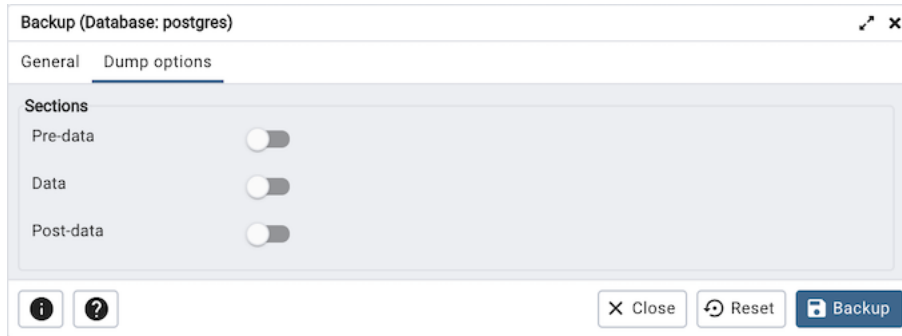 Backup (Database: postgres)
General Dump options
Sections
Pre-data
Data
Post-data
Close Reset Backup